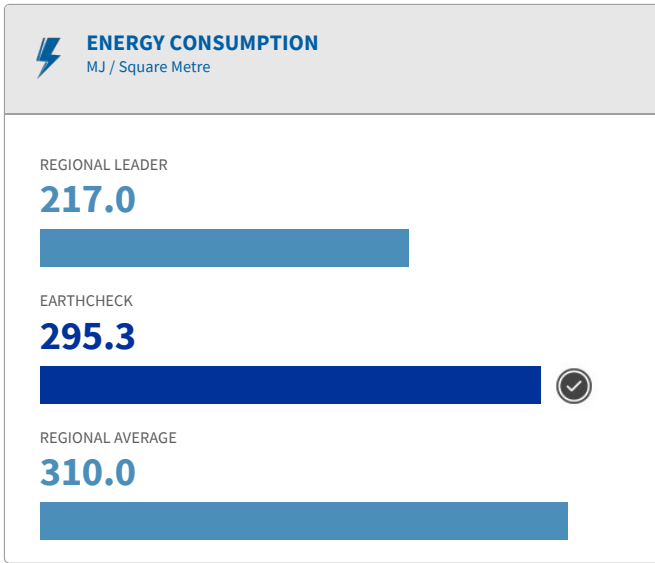 ENERGY CONSUMPTION
MJ / Square Metre
REGIONAL LEADER
217.0
EARTHCHECK
295.3
REGIONAL AVERAGE
310.0